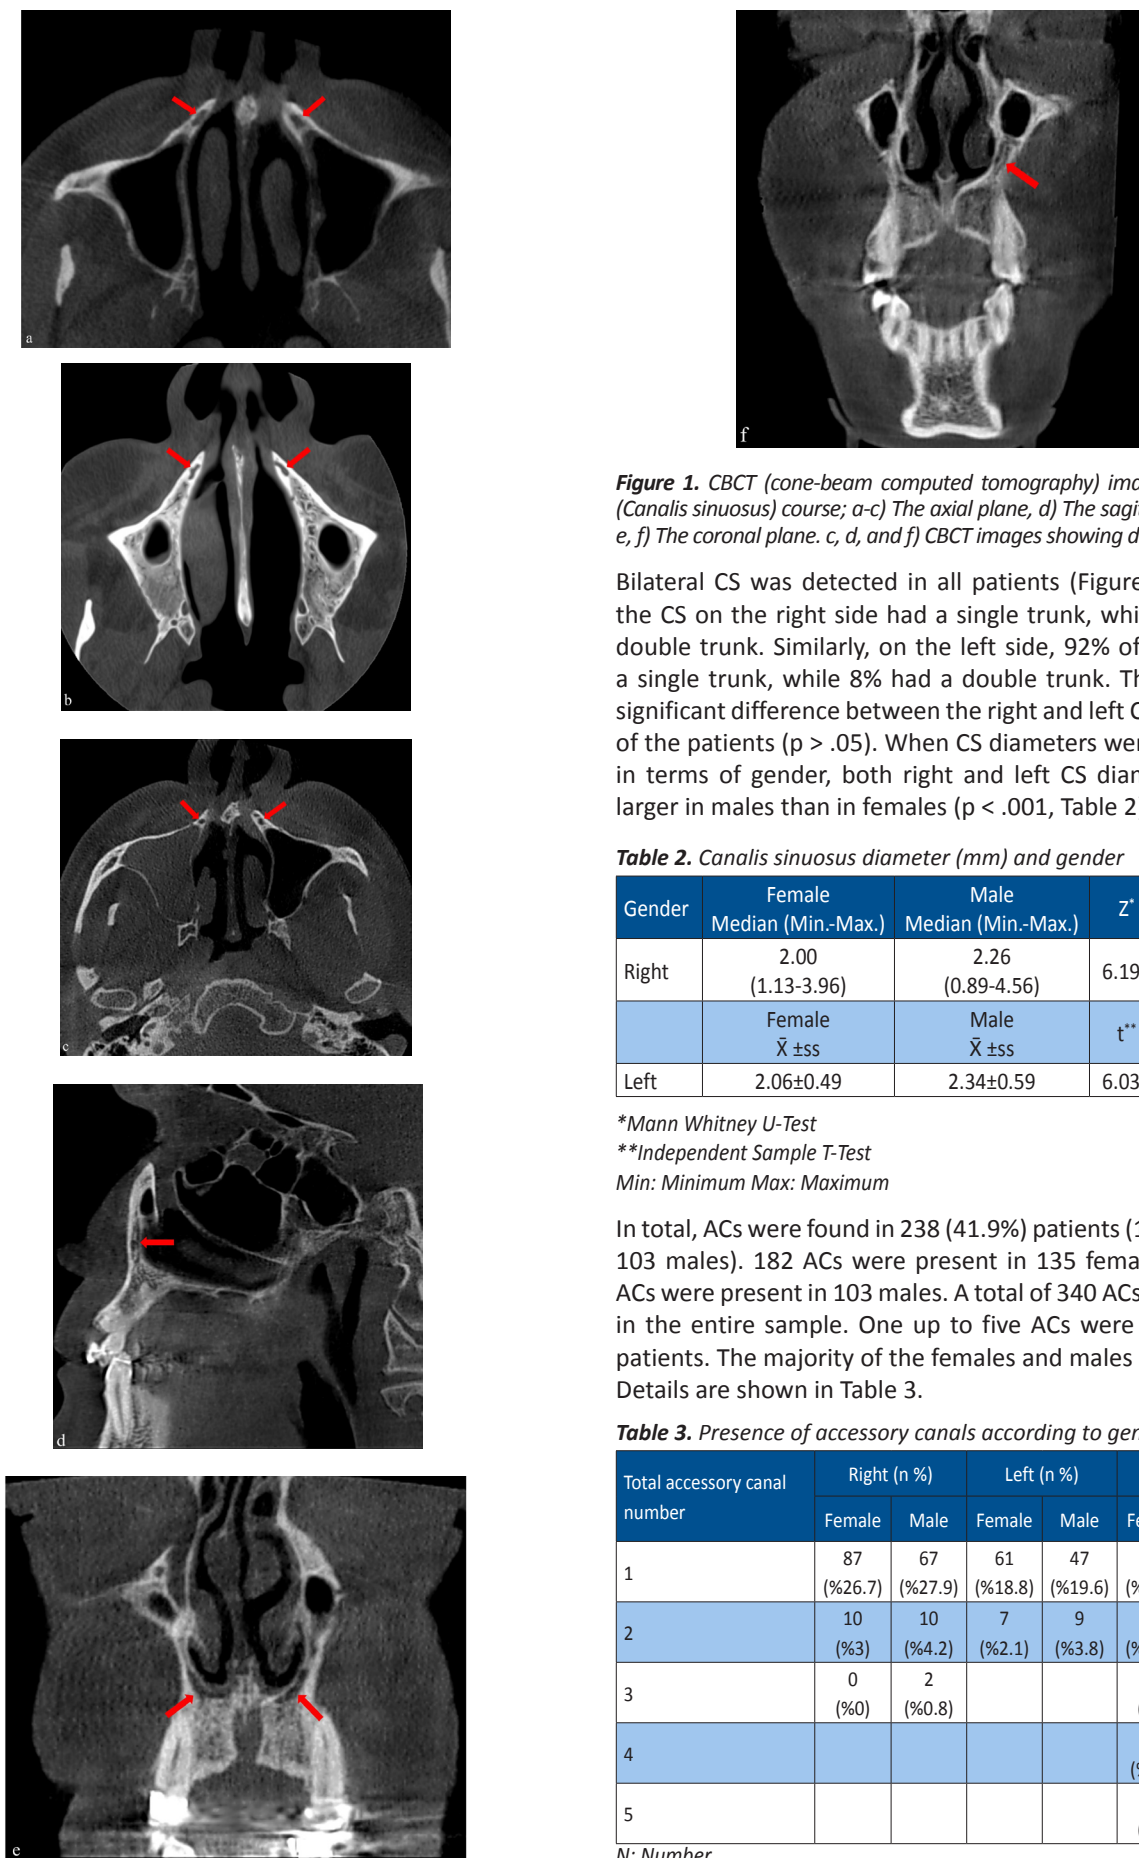 a
b
c
d
e
f
Figure 1. CBCT (cone-beam computed tomography)
(Canalis sinuosus) course; a-c) The axial plane, d) The
e, f) The coronal plane. c, d, and f) CBCT images showing
Bilateral CS was detected in all patients (Figure
the CS on the right side had a single trunk,
double trunk. Similarly, on the left side, 92% of
a single trunk, while 8% had a double trunk.
significant difference between the right and left
of the patients (p > .05). When CS diameters
in terms of gender, both right and left CS
larger in males than in females (p < .001, Table 2
Table 2. Canalis sinuosus diameter (mm) and gender
Gender Female Male Z*
Median (Min.-Max.) Median (Min.-Max.)
Right 2.00 2.26 6.19
(1.13-3.96) (0.89-4.56)
Female Male t**
X̄ ±ss X̄ ±ss
Left 2.06±0.49 2.34±0.59 6.03
*Mann Whitney U-Test
**Independent Sample T-Test
Min: Minimum Max: Maximum
In total, ACs were found in 238 (41.9%) patients
103 males). 182 ACs were present in 135
ACs were present in 103 males. A total of 340 ACs
in the entire sample. One up to five ACs were
patients. The majority of the females and males
Details are shown in Table 3.
Table 3. Presence of accessory canals according to
Total accessory canal number Right (n %) Left (n %)
Female Male Female Male
1 87 67 61 47
(%26.7) (%27.9) (%18.8) (%19.6)
2 10 10 7 9
(%3) (%4.2) (%2.1) (%3.8)
3 0 2
(%0) (%0.8)
4
5
N: Number